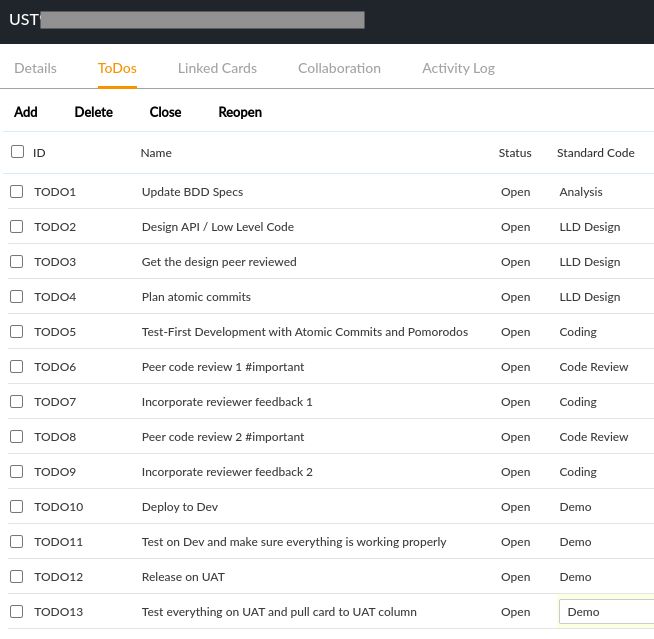 UST
Details ToDos Linked Cards Collaboration Activity Log
Add Delete Close Reopen
ID Name Status Standard Code
TODO1 Update BDD Specs Open Analysis
TODO2 Design API / Low Level Code Open LLD Design
TODO3 Get the design peer reviewed Open LLD Design
TODO4 Plan atomic commits Open LLD Design
TODO5 Test-First Development with Atomic Commits and Pomorodos Open Coding
TODO6 Peer code review 1 #important Open Code Review
TODO7 Incorporate reviewer feedback 1 Open Coding
TODO8 Peer code review 2 #important Open Code Review
TODO9 Incorporate reviewer feedback 2 Open Coding
TODO10 Deploy to Dev Open Demo
TODO11 Test on Dev and make sure everything is working properly Open Demo
TODO12 Release on UAT Open Demo
TODO13 Test everything on UAT and pull card to UAT column Open Demo